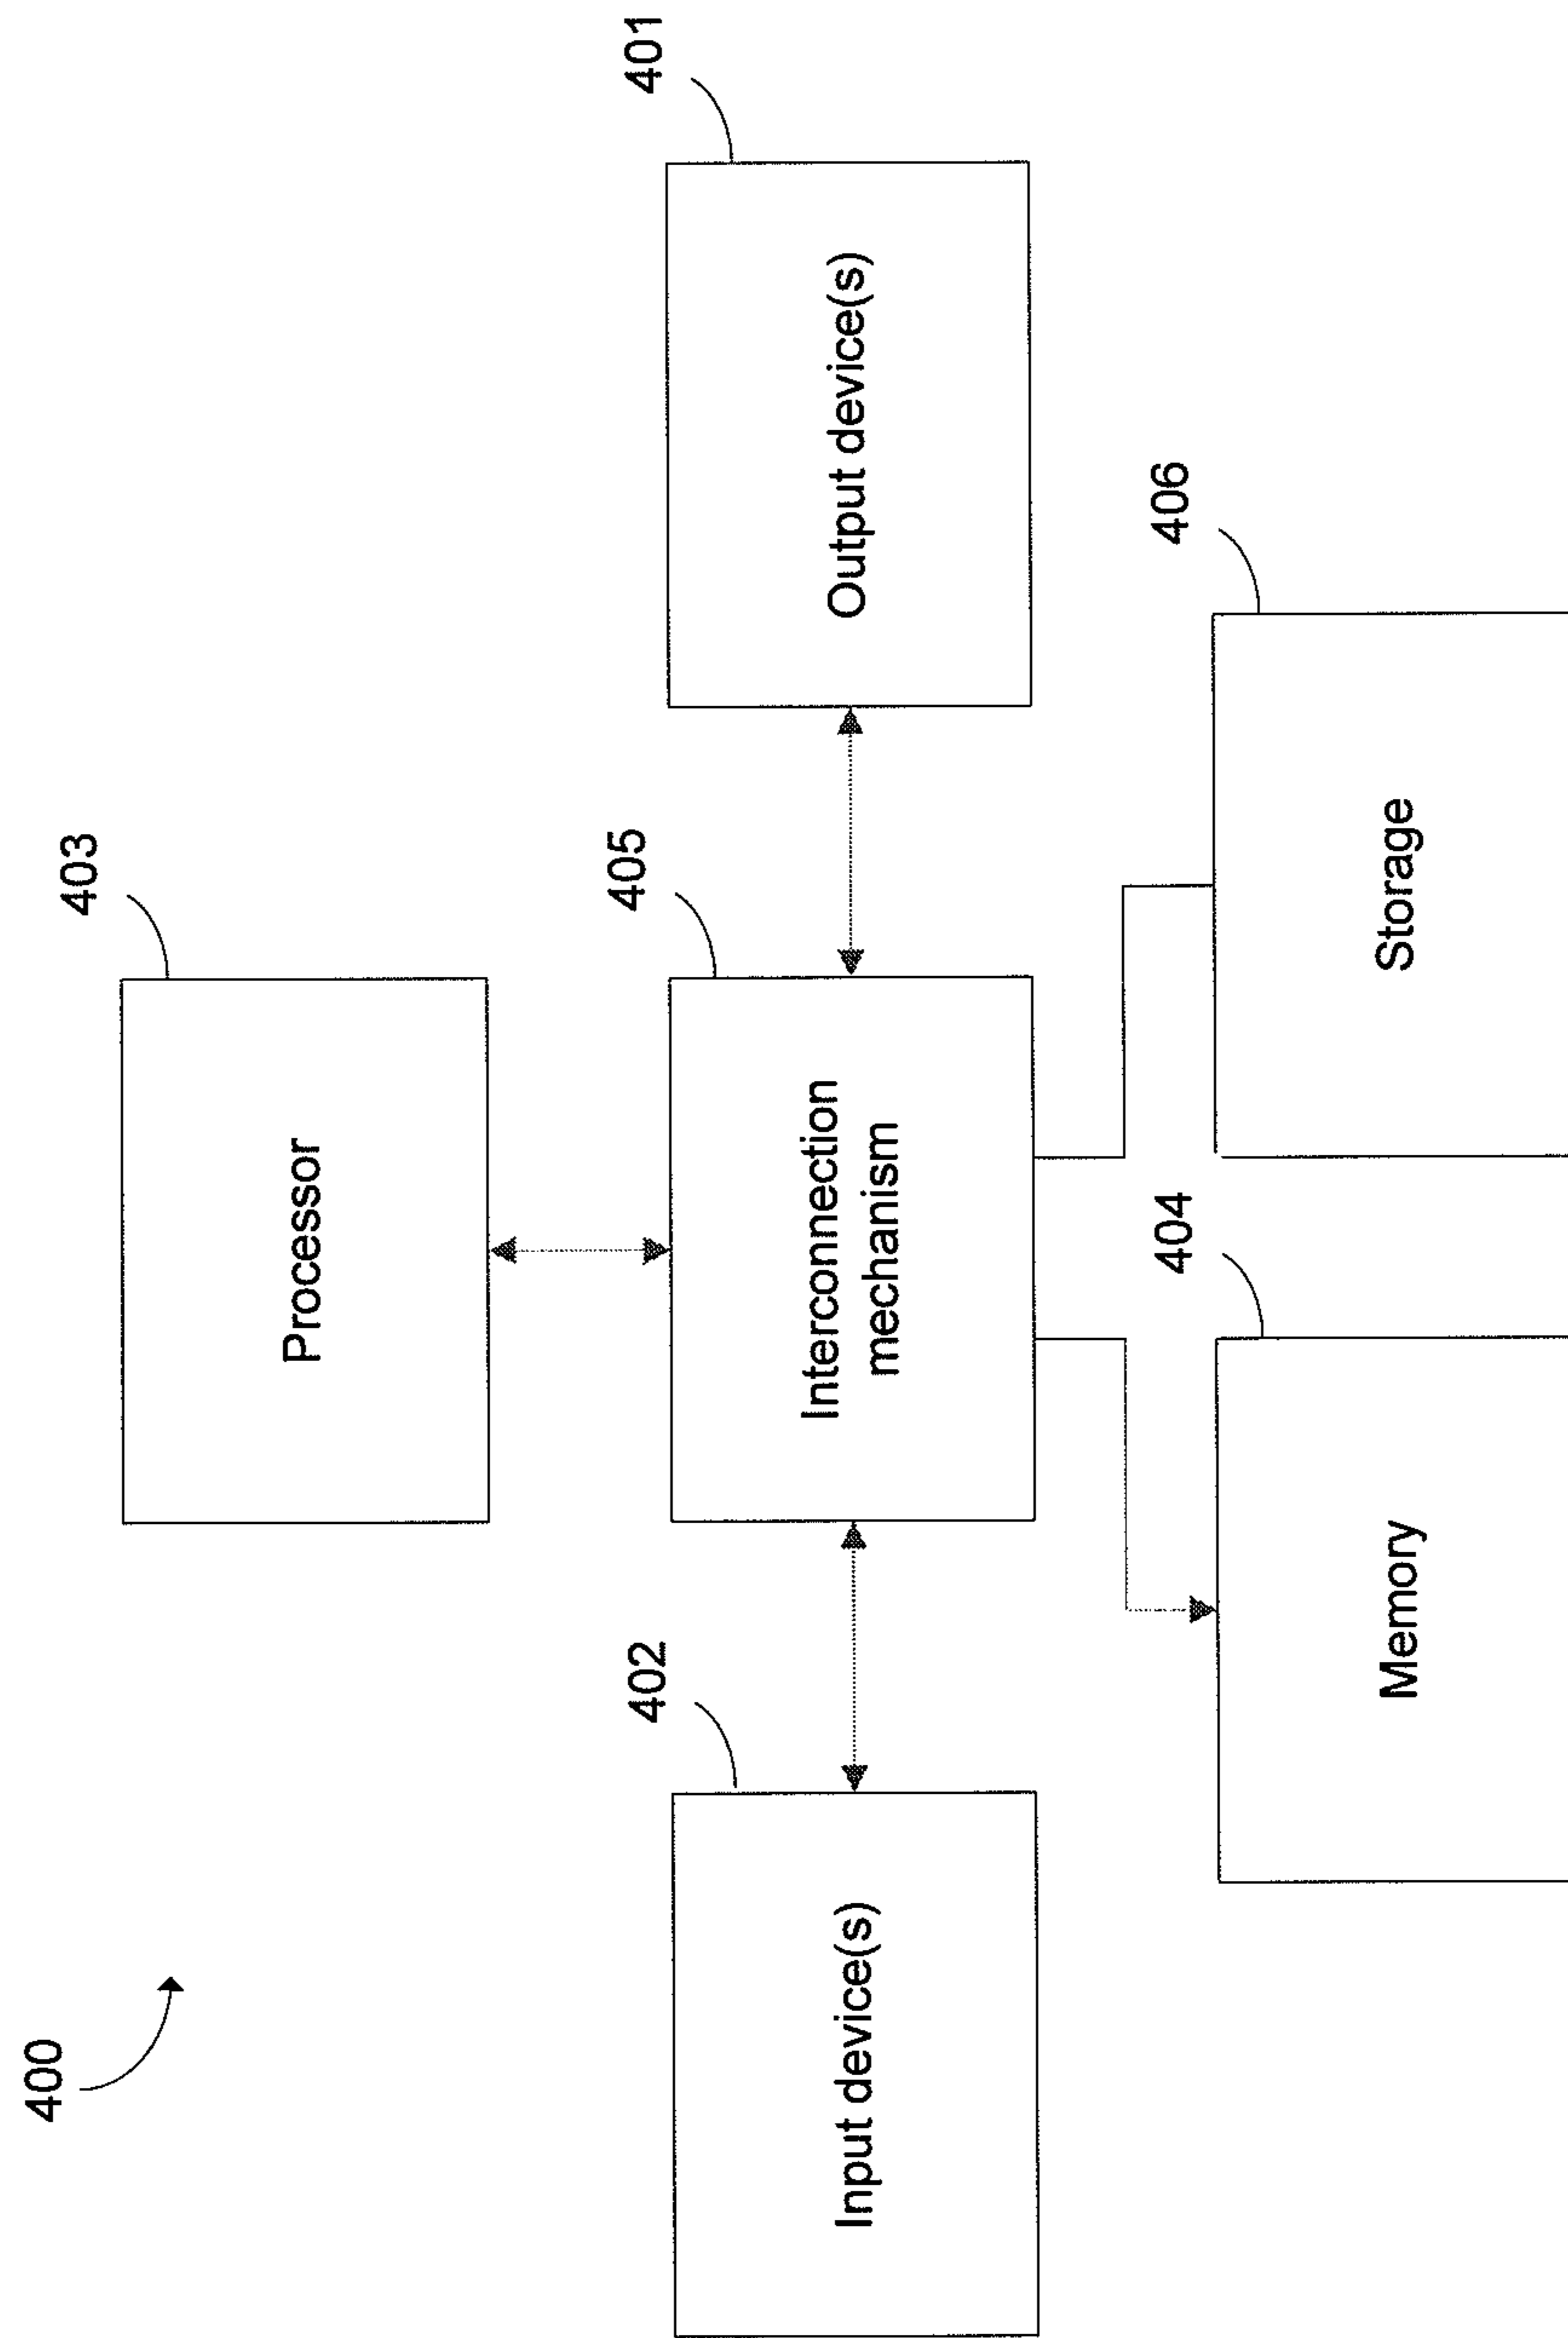 400
403
Processor
402
405
401
Input device(s)
Interconnection
mechanism
Output device(s)
404
406
Memory
Storage